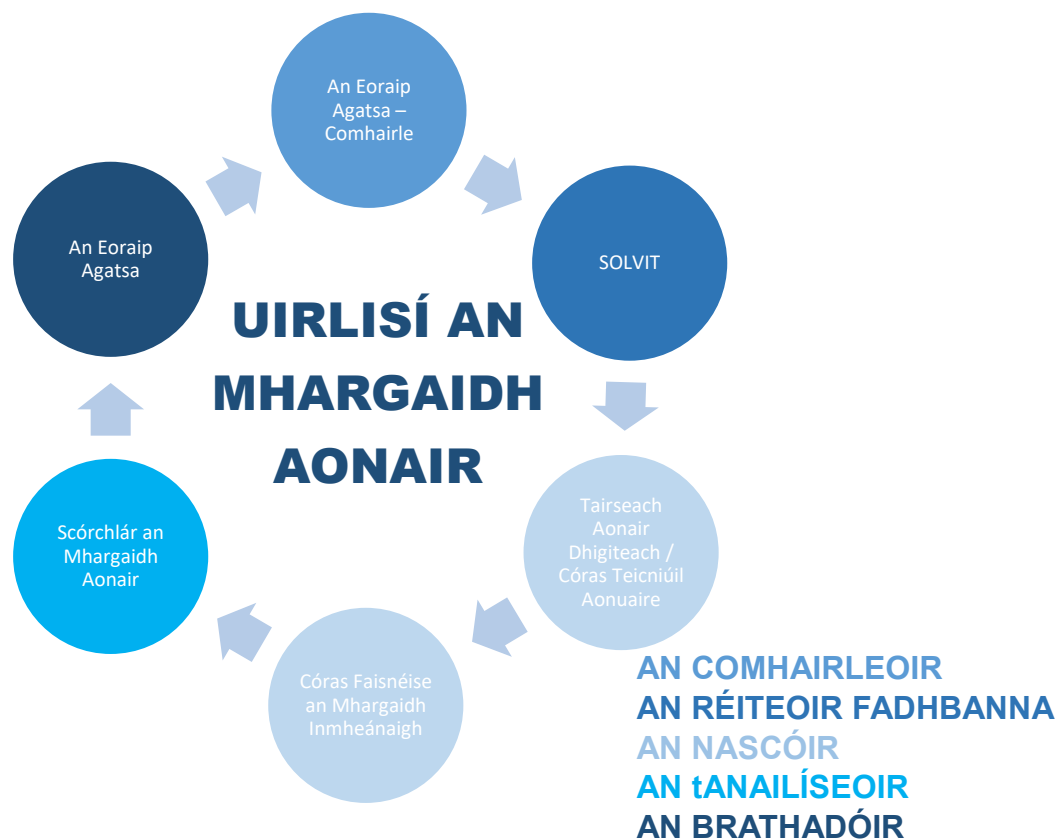 An Eoraip
Agatsa –
Comhairle
SOLVIT
Tairseach
Aonair
Dhigiteach /
Córas Teicniúil
Aonuaire
Córas Faisnéise
an Mhargaidh
Inmheánaigh
Scórchlár an
Mhargaidh
Aonair
An Eoraip
Agatsa
UIRLISÍ AN
MHARGAIDH
AONAIR
AN COMHAIRLEOIR
AN RÉITEOIR FADHBANNA
AN NASCÓIR
AN tANAILÍSEOIR
AN BRATHADÓIR